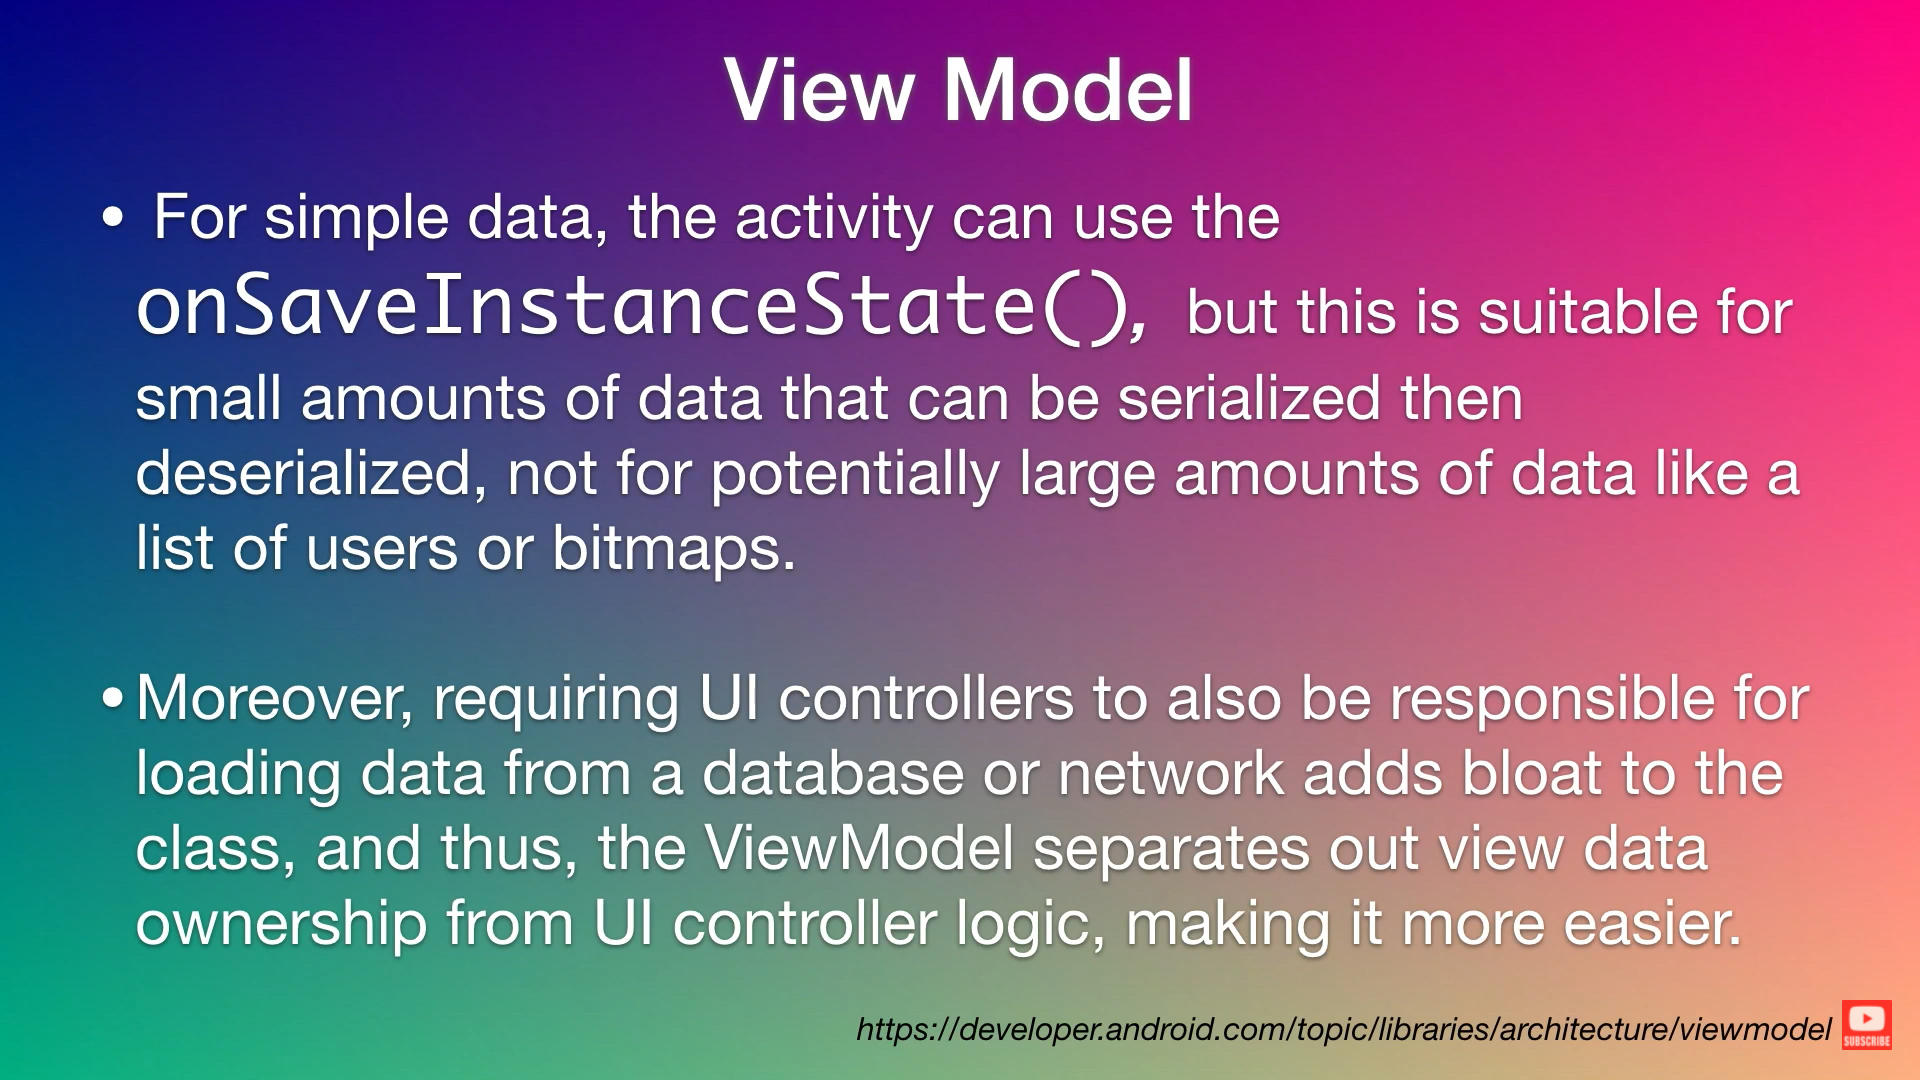 View Model
• For simple data, the activity can use the
onSaveInstanceState(), but this is suitable for
small amounts of data that can be serialized then
deserialized, not for potentially large amounts of data like a
list of users or bitmaps.
• Moreover, requiring UI controllers to also be responsible for
loading data from a database or network adds bloat to the
class, and thus, the ViewModel separates out view data
ownership from UI controller logic, making it more easier.
https://developer.android.com/topic/libraries/architecture/viewmodel
SUBSCRIBE